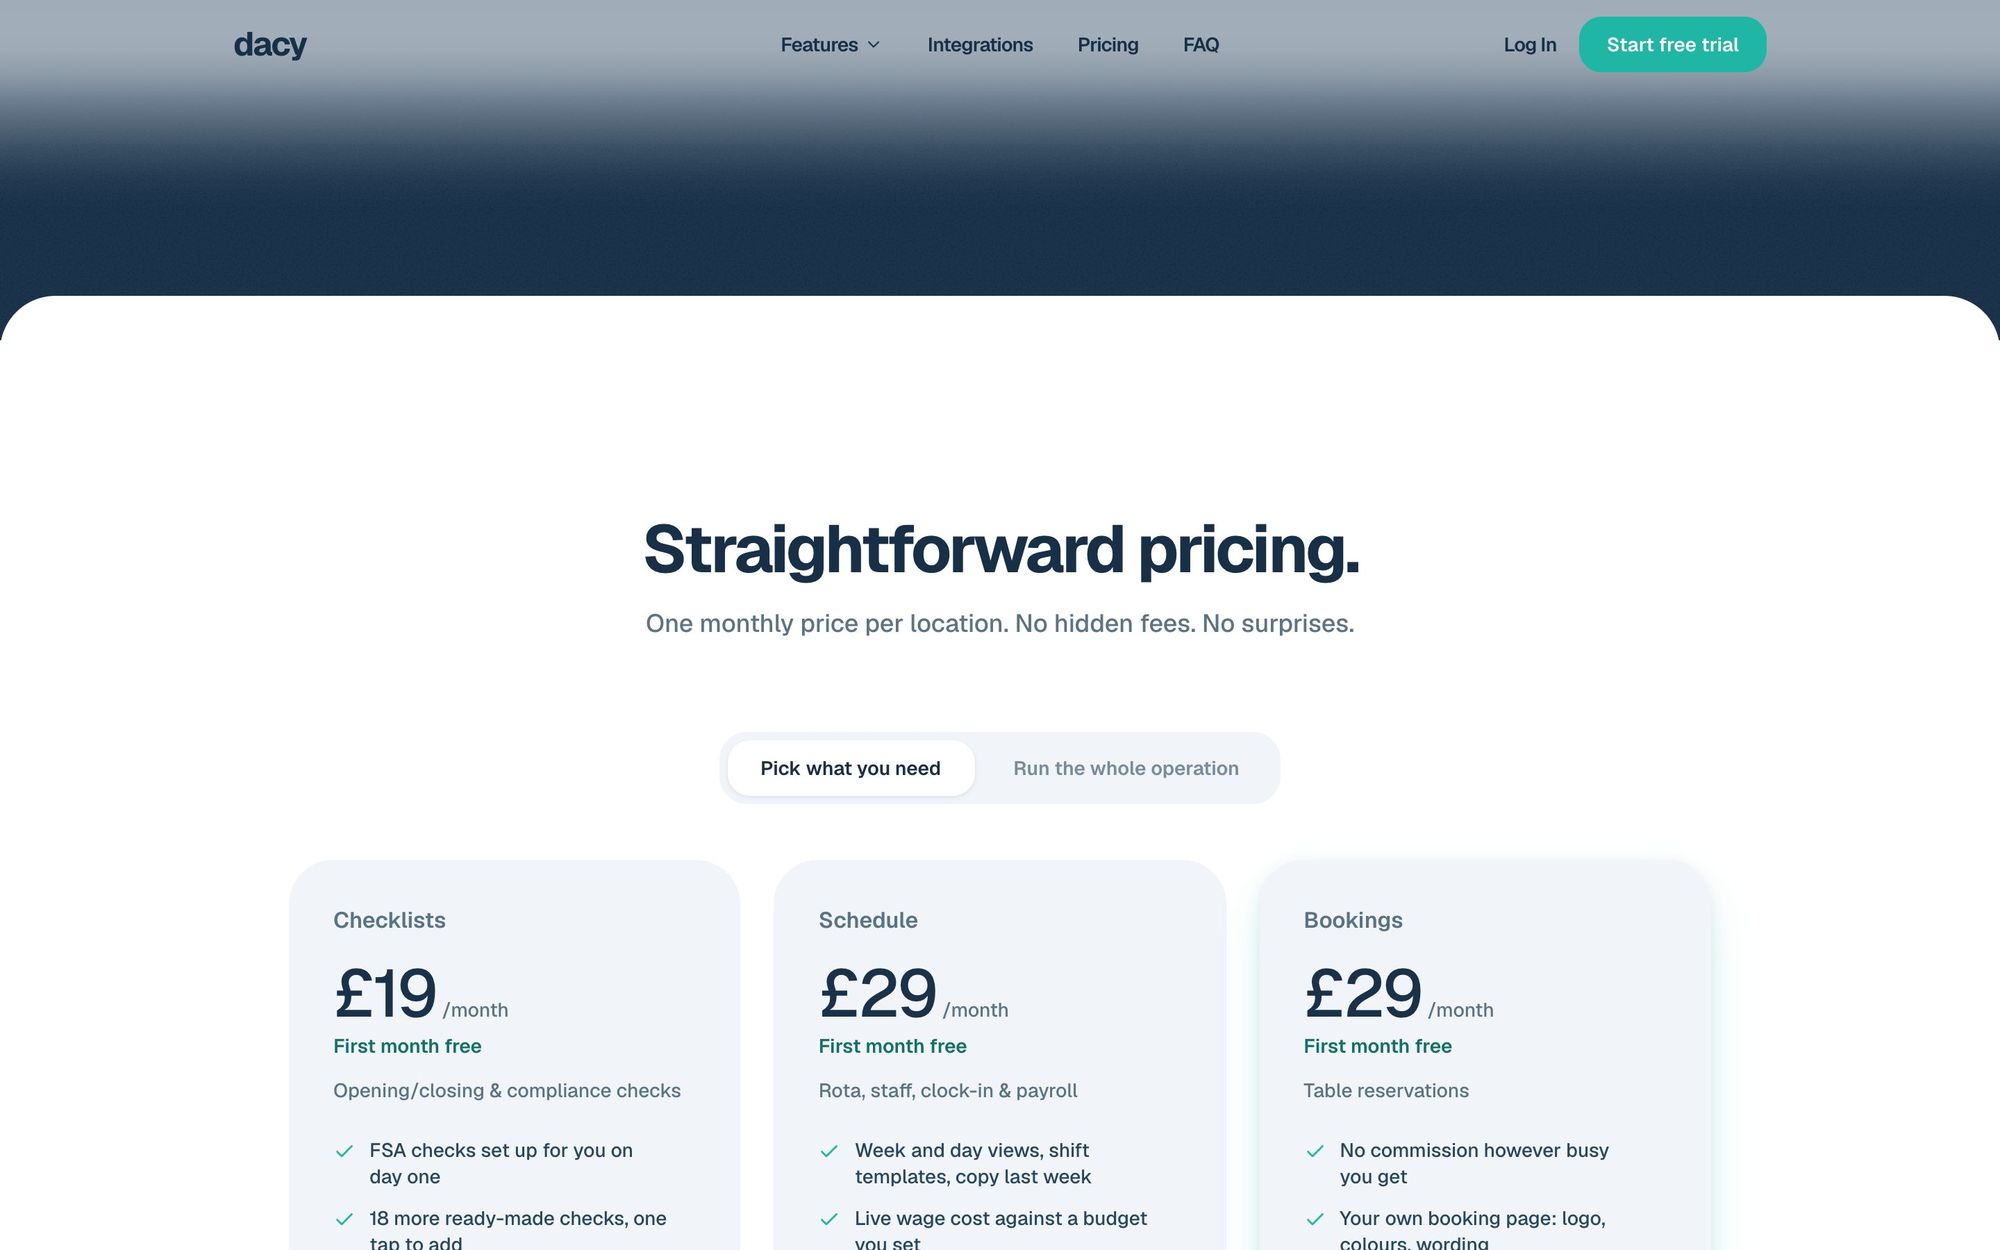 dacy
Features
Integrations
Pricing
FAQ
Log In
Start free trial
Straightforward pricing.
One monthly price per location. No hidden fees. No surprises.
Pick what you need
Run the whole operation
Checklists
£19 /month
First month free
Opening/closing & compliance checks
FSA checks set up for you on
day one
18 more ready-made checks, one
tap to add
Schedule
£29 /month
First month free
Rota, staff, clock-in & payroll
Week and day views, shift
templates, copy last week
Live wage cost against a budget
you set
Bookings
£29 /month
First month free
Table reservations
No commission however busy
you get
Your own booking page: logo,
colours, wording